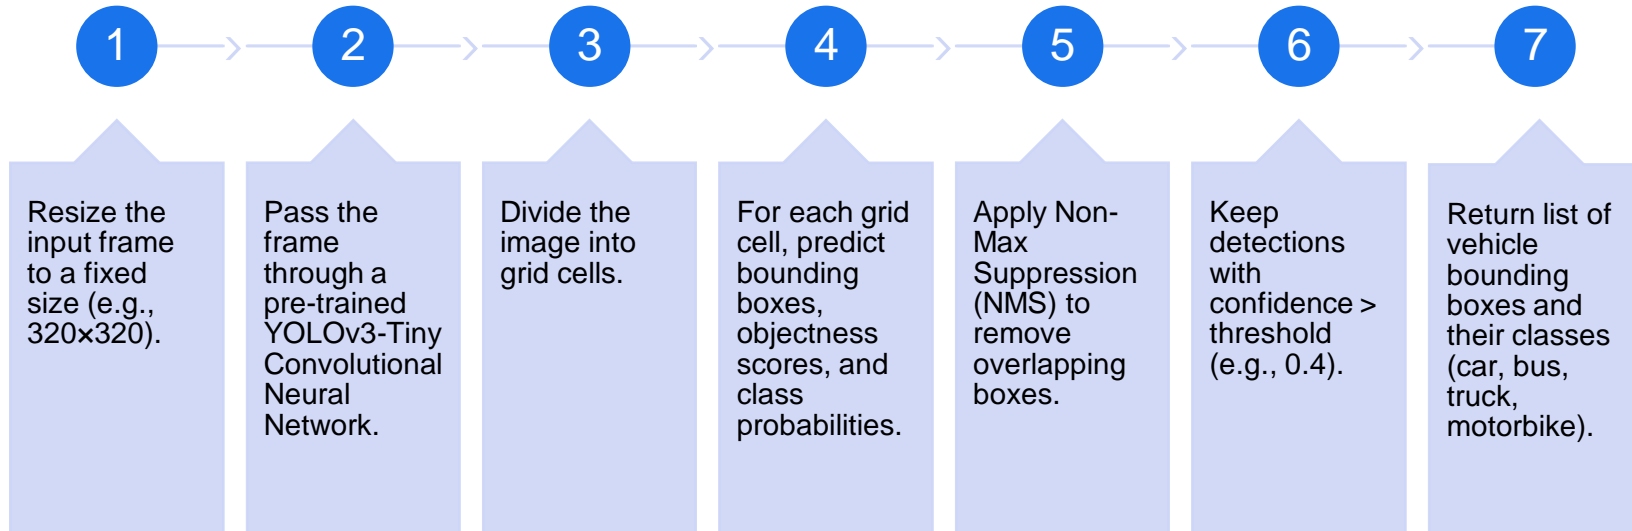 1
2
3
4
5
6
7
Resize the
input frame
to a fixed
size (e.g.,
320×320).
Pass the
frame
through a
pre-trained
YOLOv3-Tiny
Convolutional
Neural
Network.
Divide the
image into
grid cells.
For each grid
cell, predict
bounding
boxes,
objectness
scores, and
class
probabilities.
Apply Non-
Max
Suppression
(NMS) to
remove
overlapping
boxes.
Keep
detections
with
confidence >
threshold
(e.g., 0.4).
Return list of
vehicle
bounding
boxes and
their classes
(car, bus,
truck,
motorbike).